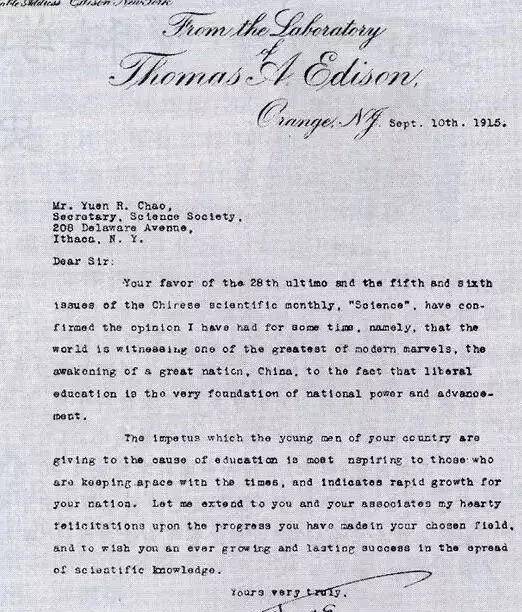 Cable Address Edison New York
From the Laboratory
of
Thomas A. Edison.
Orange, N.J. Sept. 10th. 1915.
Mr. Yuen R. Chao,
Secretary, Science Society,
208 Delaware Avenue,
Ithaca, N. Y.
Dear Sir:
Your favor of the 28th ultimo and the fifth and sixth
issues of the Chinese scientific monthly, "Science", have con-
firmed the opinion I have had for some time, namely, that the
world is witnessing one of the greatest of modern marvels, the
awakening of a great nation, China, to the fact that liberal
education is the very foundation of national power and advance-
ment.
The impetus which the young men of your country are
giving to the cause of education is most nspiring to those who
are keeping space with the times, and indicates rapid growth for
your nation. Let me extend to you and your associates my hearty
felicitations upon the progress you have madein your chosen field,
and to wish you an ever growing and lasting success in the spread
of scientific knowledge.
Yours very truly,